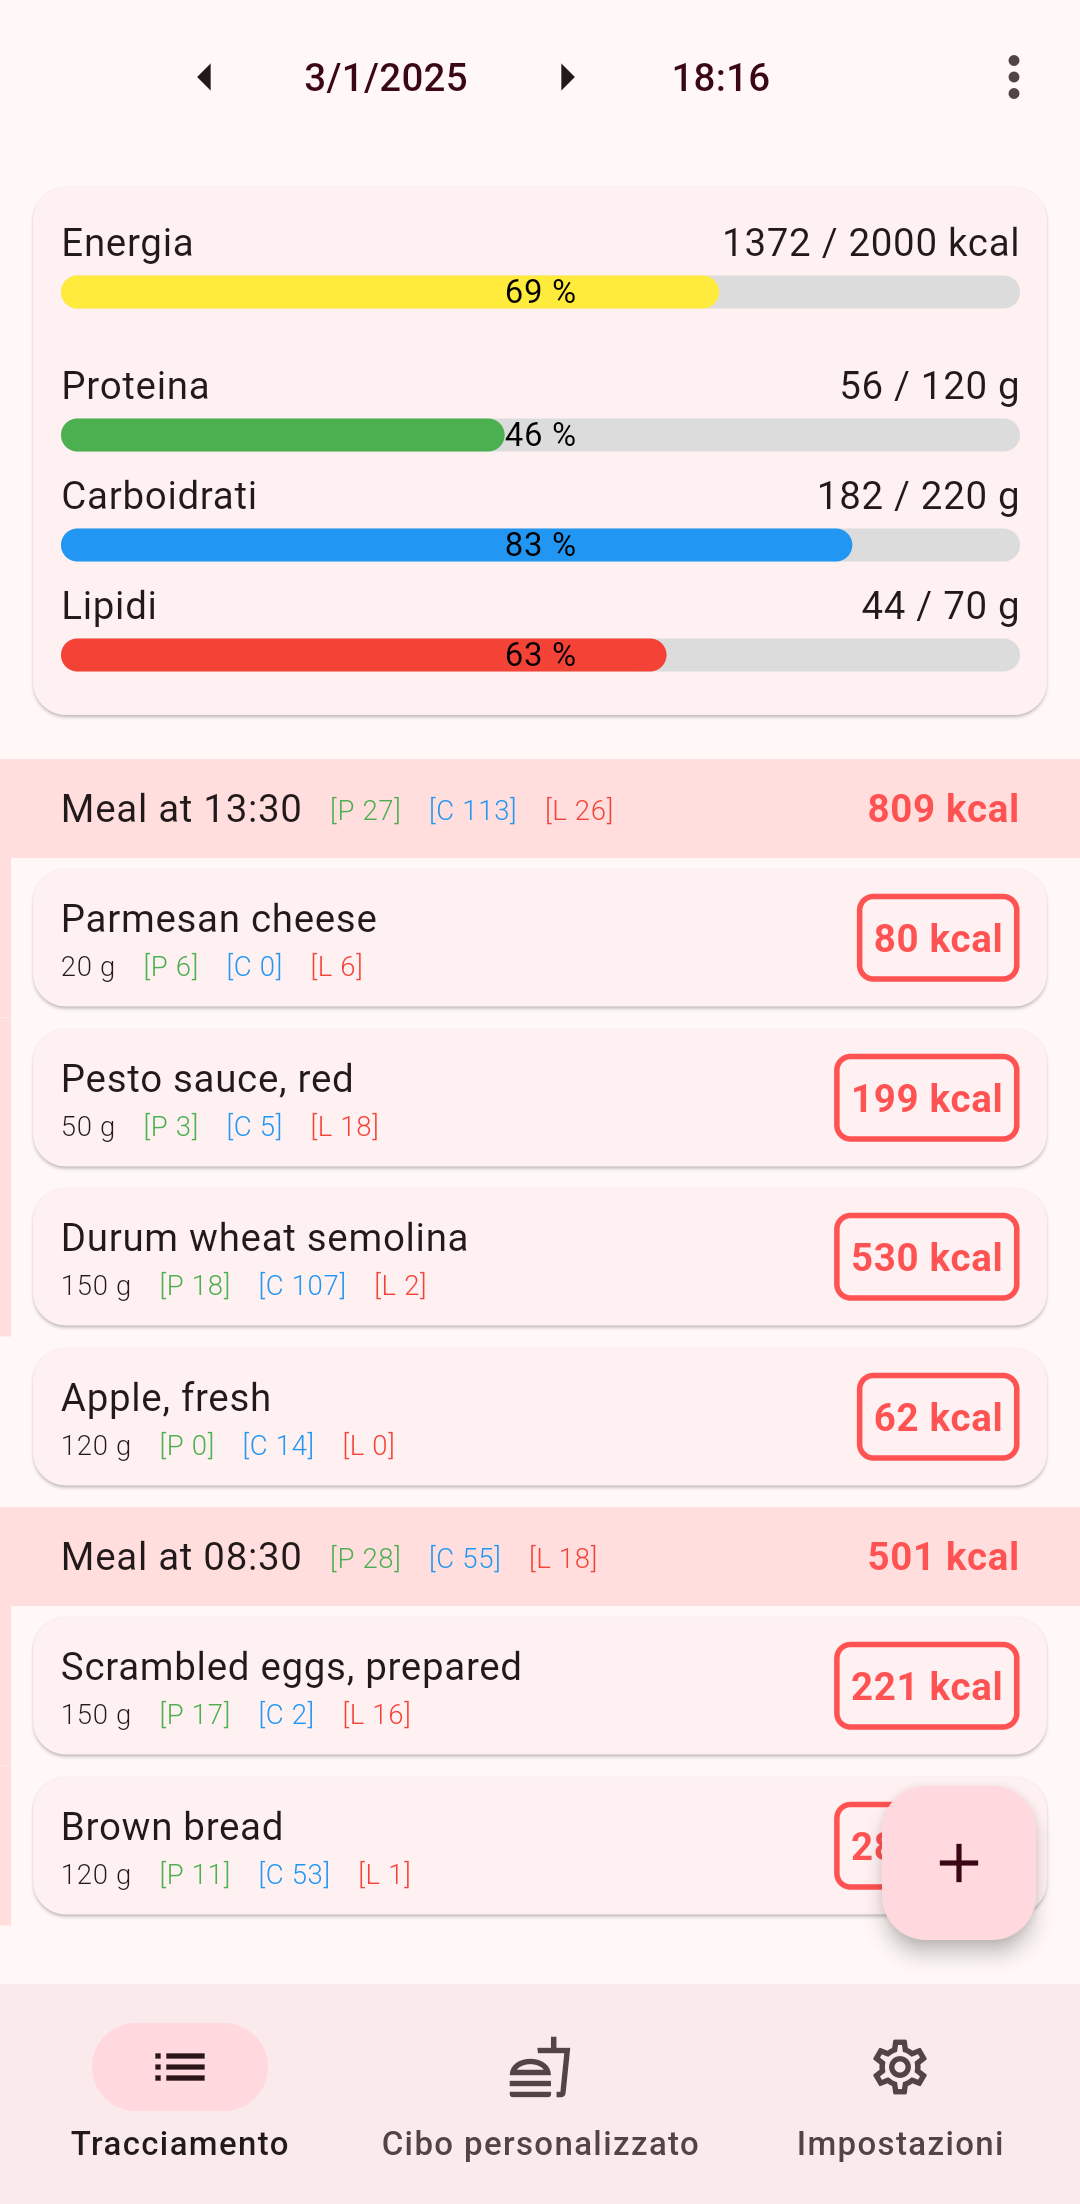 3/1/2025 18:16
Energia 1372 / 2000 kcal
69 %
Proteina 56 / 120 g
46 %
Carboidrati 182 / 220 g
83 %
Lipidi 44 / 70 g
63 %
Meal at 13:30 [P 27] [C 113] [L 26] 809 kcal
Parmesan cheese
80 kcal
20 g [P 6] [C 0] [L 6]
Pesto sauce, red
199 kcal
50 g [P 3] [C 5] [L 18]
Durum wheat semolina
530 kcal
150 g [P 18] [C 107] [L 2]
Apple, fresh
62 kcal
120 g [P 0] [C 14] [L 0]
Meal at 08:30 [P 28] [C 55] [L 18] 501 kcal
Scrambled eggs, prepared
221 kcal
150 g [P 17] [C 2] [L 16]
Brown bread
120 g [P 11] [C 53] [L 1]
Tracciamento Cibo personalizzato Impostazioni